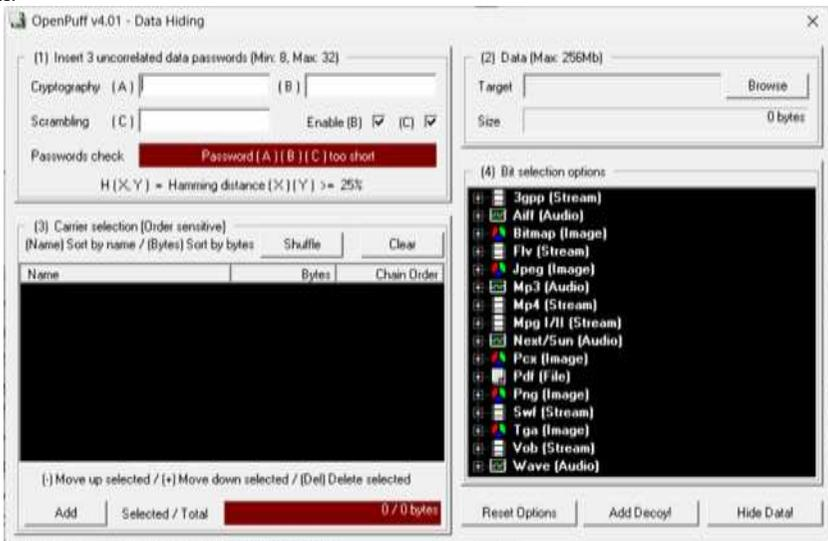 OpenPuff v4.01 - Data Hiding
(1) Insert 3 uncorrelated data passwords (Min: 8, Max: 32)
Cryptography (A) (B)
Scrambling (C) Enable (B) (C)
Passwords check Password (A) (B) (C) too short
H(X,Y) = Hamming distance (X)(Y) >= 25%
(2) Data (Max: 256Mb)
Target Browse
Size 0 bytes
(3) Carrier selection (Order sensitive)
(Name) Sort by name / (Bytes) Sort by bytes Shuffle Clear
Name Bytes Chain Order
(-) Move up selected / (+) Move down selected / (Del) Delete selected
Add Selected / Total 0 / 0 bytes
(4) Bit selection options
3gpp (Stream)
Aiff (Audio)
Bitmap (Image)
Flv (Stream)
Jpeg (Image)
Mp3 (Audio)
Mp4 (Stream)
Mpg I/II (Stream)
Next/Sun (Audio)
Pcx (Image)
Pdf (File)
Png (Image)
Swf (Stream)
Tga (Image)
Vob (Stream)
Wave (Audio)
Reset Options Add Decoy! Hide Data!